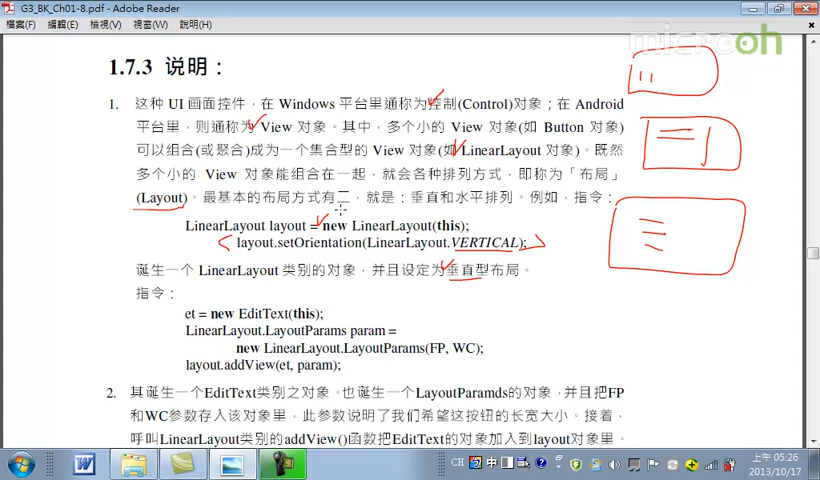 G3_BK_Ch01-8.pdf - Adobe Reader
檔案(F) 編輯(E) 檢視(V) 視窗(W) 說明(H)
microoh
1.7.3 说明：
1. 这种 UI 画面控件，在 Windows 平台里通称为控制(Control)对象；在 Android
平台里，则通称为 View 对象。其中，多个小的 View 对象(如 Button 对象)
可以组合(或聚合)成为一个集合型的 View 对象(如 LinearLayout 对象)。既然
多个小的 View 对象能组合在一起，就会各种排列方式，即称为「布局」
(Layout)。最基本的布局方式有二，就是：垂直和水平排列。例如，指令：
LinearLayout layout = new LinearLayout(this);
layout.setOrientation(LinearLayout.VERTICAL);
诞生一个 LinearLayout 类别的对象，并且设定为垂直型布局。
指令：
et = new EditText(this);
LinearLayout.LayoutParams param =
new LinearLayout.LayoutParams(FP, WC);
layout.addView(et, param);
2. 其诞生一个EditText类别之对象。也诞生一个LayoutParamds的对象，并且把FP
和WC参数存入该对象里，此参数说明了我们希望这按钮的长宽大小。接着，
呼叫LinearLayout类别的addView()函数把EditText的对象加入到layout对象里。
CH 中
上午 05:26
2013/10/17